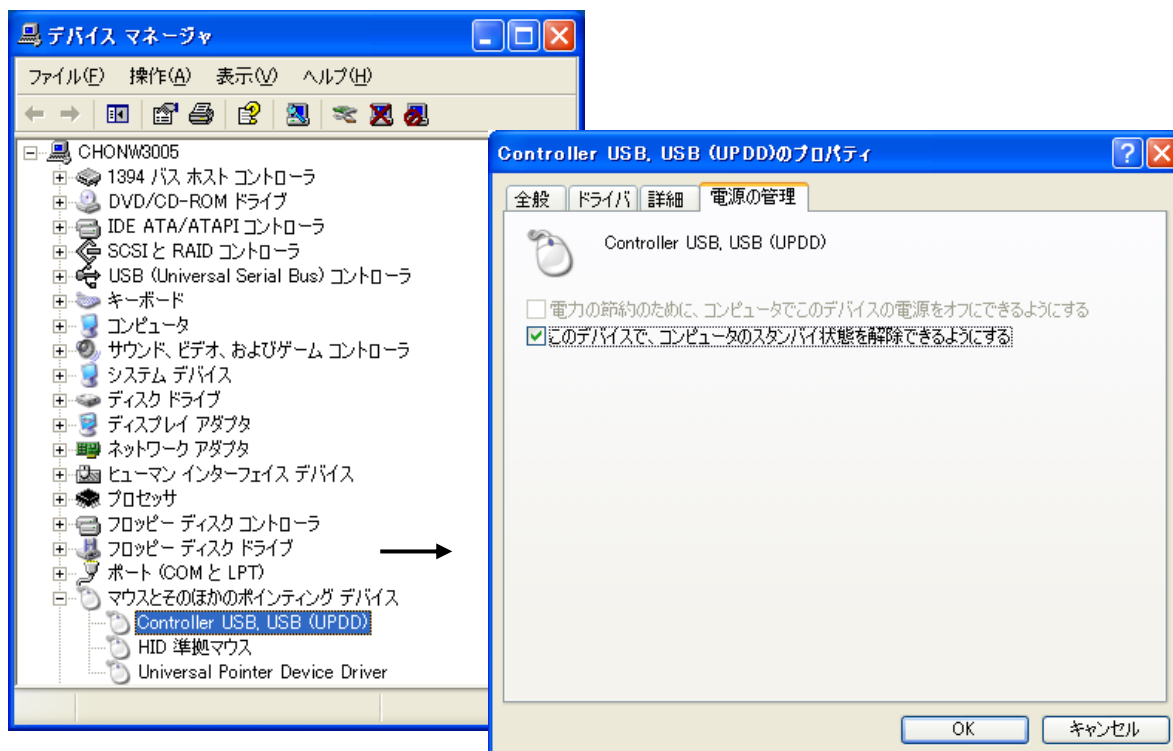 デバイス マネージャ
ファイル(F) 操作(A) 表示(V) ヘルプ(H)
CHONW3005
1394 バス ホスト コントローラ
DVD/CD-ROM ドライブ
IDE ATA/ATAPI コントローラ
SCSI と RAID コントローラ
USB (Universal Serial Bus) コントローラ
キーボード
コンピュータ
サウンド、ビデオ、およびゲーム コントローラ
システム デバイス
ディスク ドライブ
ディスプレイ アダプタ
ネットワーク アダプタ
ヒューマン インターフェイス デバイス
プロセッサ
フロッピー ディスク コントローラ
フロッピー ディスク ドライブ
ポート (COM と LPT)
マウスとそのほかのポインティング デバイス
Controller USB, USB (UPDD)
HID 準拠マウス
Universal Pointer Device Driver
Controller USB, USB (UPDD)のプロパティ
全般 ドライバ 詳細 電源の管理
Controller USB, USB (UPDD)
電力の節約のために、コンピュータでこのデバイスの電源をオフにできるようにする
このデバイスで、コンピュータのスタンバイ状態を解除できるようにする
OK キャンセル